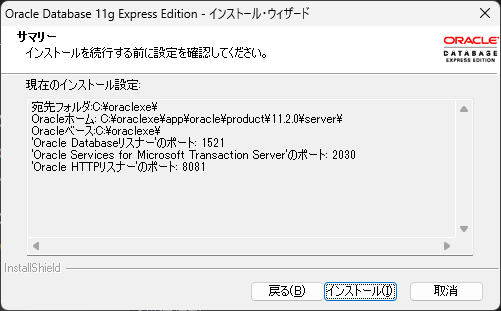 Oracle Database 11g Express Edition - インストール・ウィザード
サマリー
インストールを続行する前に設定を確認してください。
ORACLE
DATABASE
EXPRESS EDITION
現在のインストール設定:
宛先フォルダ:C:¥oraclexe¥
Oracleホーム: C:¥oraclexe¥app¥oracle¥product¥11.2.0¥server¥
Oracleベース:C:¥oraclexe¥
'Oracle Databaseリスナー'のポート: 1521
'Oracle Services for Microsoft Transaction Server'のポート: 2030
'Oracle HTTPリスナー'のポート: 8081
InstallShield
戻る(B)
インストール(I)
取消